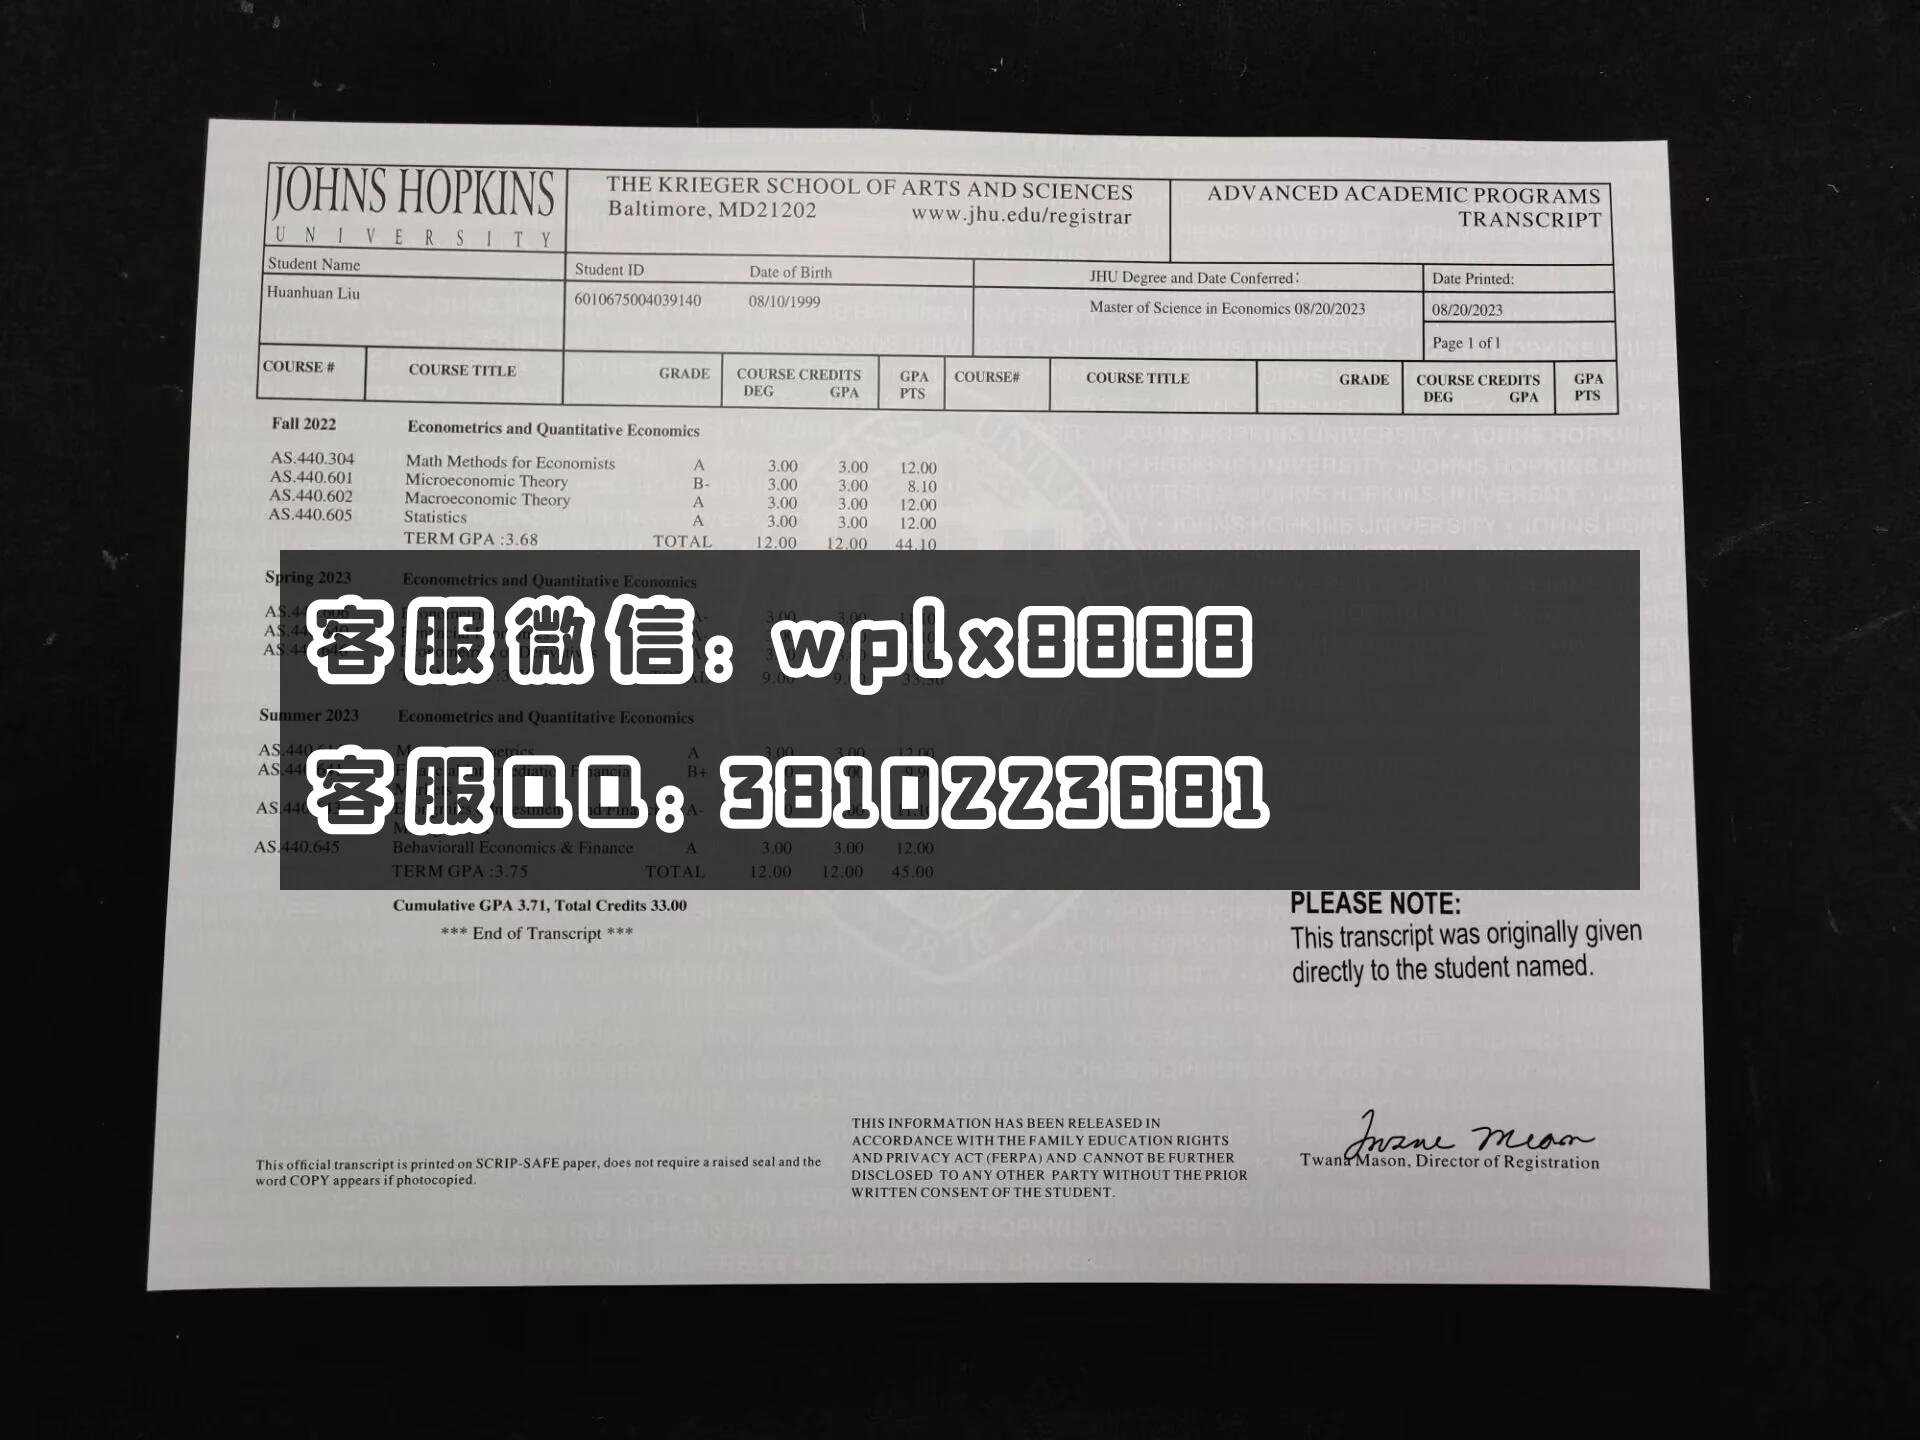 JOHNS HOPKINS
UNIVERSITY
THE KRIEGER SCHOOL OF ARTS AND SCIENCES
Baltimore, MD21202 www.jhu.edu/registrar
ADVANCED ACADEMIC PROGRAMS
TRANSCRIPT
Student Name Student ID Date of Birth JHU Degree and Date Conferred: Date Printed:
Huanhuan Liu 6010675004039140 08/10/1999 Master of Science in Economics 08/20/2023 08/20/2023
Page 1 of 1
COURSE # COURSE TITLE GRADE COURSE CREDITS GPA COURSE# COURSE TITLE GRADE COURSE CREDITS GPA
DEG GPA PTS DEG GPA PTS
Fall 2022 Econometrics and Quantitative Economics
AS.440.304 Math Methods for Economists A 3.00 3.00 12.00
AS.440.601 Microeconomic Theory B- 3.00 3.00 8.10
AS.440.602 Macroeconomic Theory A 3.00 3.00 12.00
AS.440.605 Statistics A 3.00 3.00 12.00
TERM GPA :3.68 TOTAL 12.00 12.00 44.10
Spring 2023 Econometrics and Quantitative Economics
客服微信: wplx8888
Summer 2023 Econometrics and Quantitative Economics
客服QQ: 3810223681
AS.440.645 Behaviorall Economics & Finance A 3.00 3.00 12.00
TERM GPA :3.75 TOTAL 12.00 12.00 45.00
Cumulative GPA 3.71, Total Credits 33.00
*** End of Transcript ***
PLEASE NOTE:
This transcript was originally given
directly to the student named.
This official transcript is printed on SCRIP-SAFE paper, does not require a raised seal and the
word COPY appears if photocopied.
THIS INFORMATION HAS BEEN RELEASED IN
ACCORDANCE WITH THE FAMILY EDUCATION RIGHTS
AND PRIVACY ACT (FERPA) AND CANNOT BE FURTHER
DISCLOSED TO ANY OTHER PARTY WITHOUT THE PRIOR
WRITTEN CONSENT OF THE STUDENT.
Twana Mason, Director of Registration